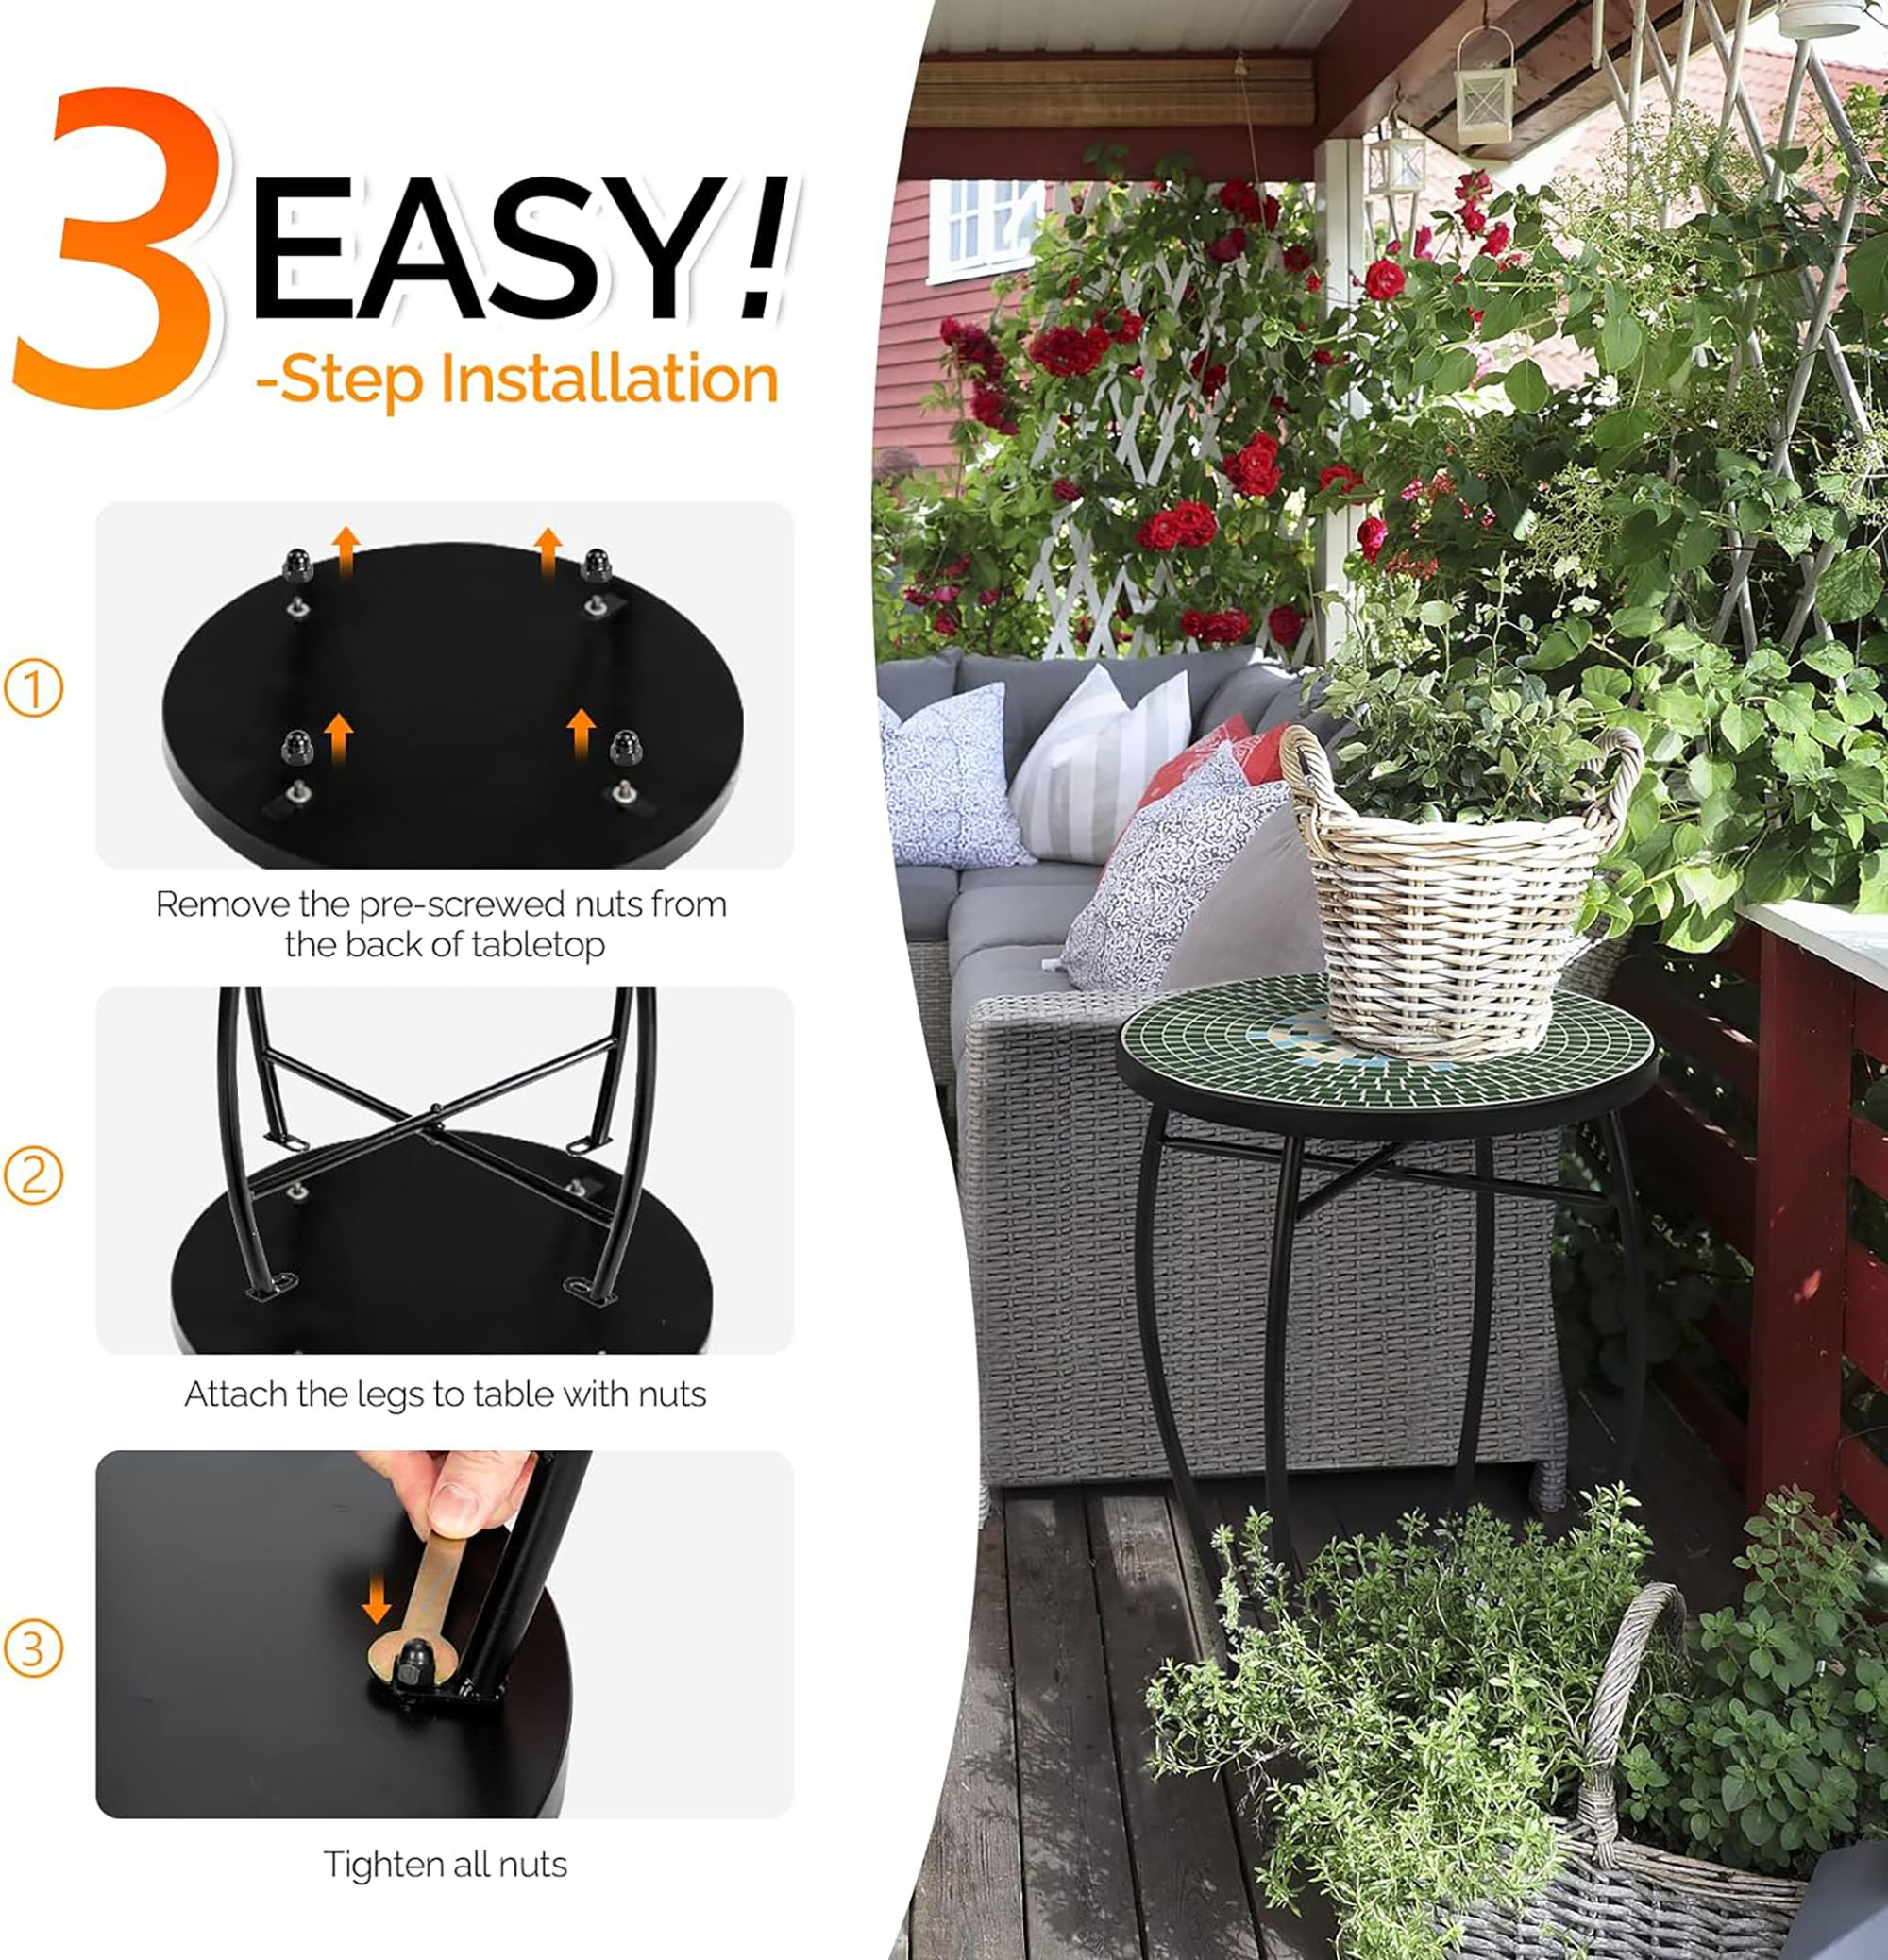 3 EASY!
-Step Installation
1
Remove the pre-screwed nuts from
the back of tabletop
2
Attach the legs to table with nuts
3
Tighten all nuts